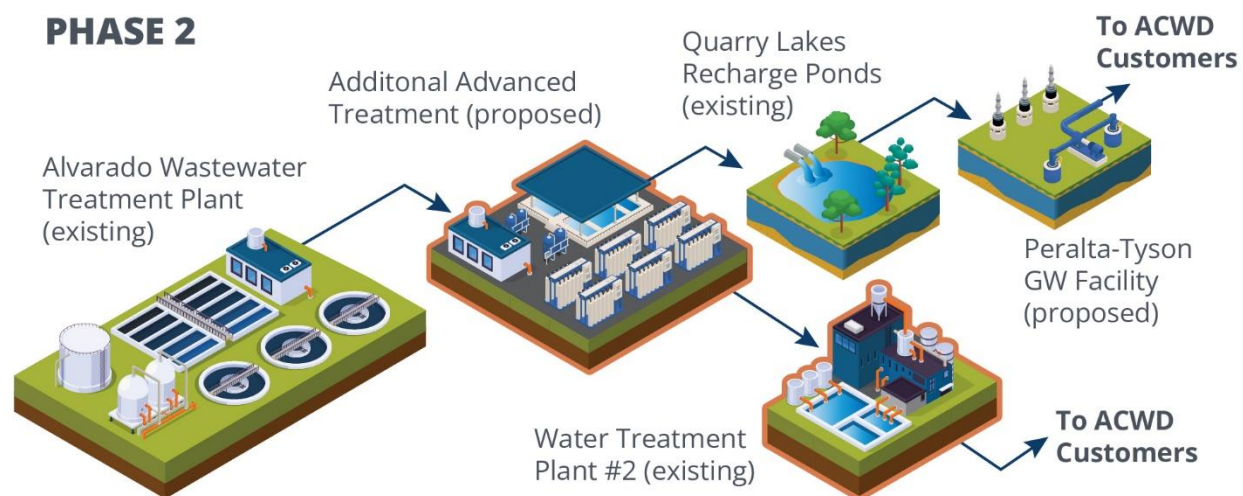 PHASE 2
Alvarado Wastewater
Treatment Plant
(existing)
Additonal Advanced
Treatment (proposed)
Quarry Lakes
Recharge Ponds
(existing)
To ACWD
Customers
Peralta-Tyson
GW Facility
(proposed)
Water Treatment
Plant #2 (existing)
To ACWD
Customers